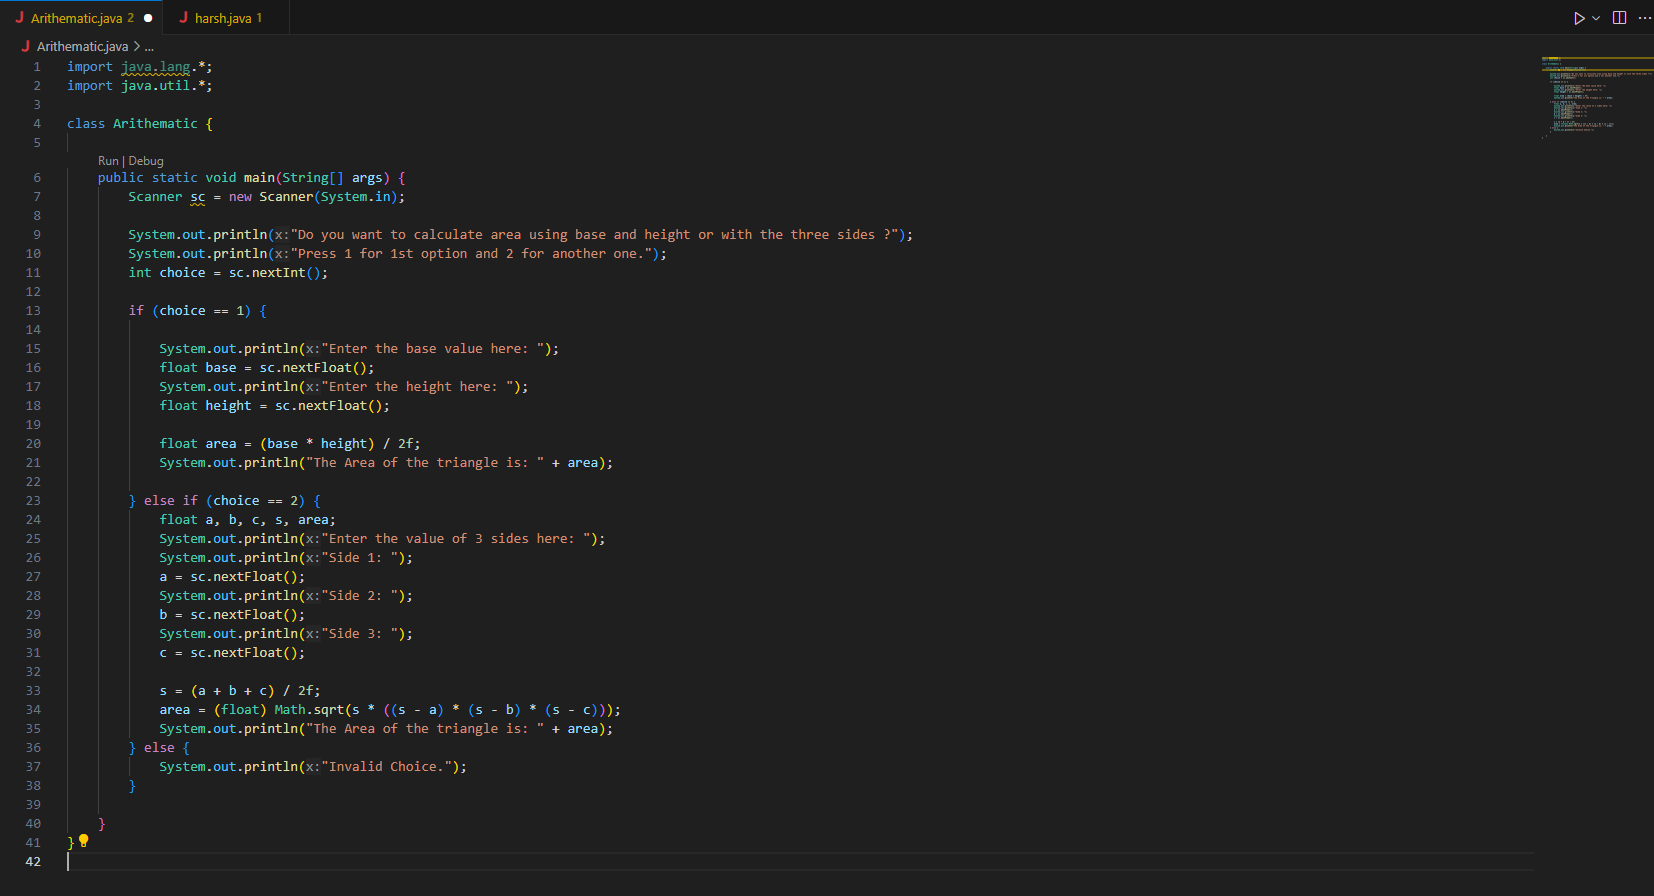 J Arithematic.java 2 ● J harsh.java 1
J Arithematic.java > ...
1 import java.lang.*;
2 import java.util.*;
3
4 class Arithematic {
5
Run | Debug
6 public static void main(String[] args) {
7 Scanner sc = new Scanner(System.in);
8
9 System.out.println(x:"Do you want to calculate area using base and height or with the three sides ?");
10 System.out.println(x:"Press 1 for 1st option and 2 for another one.");
11 int choice = sc.nextInt();
12
13 if (choice == 1) {
14
15 System.out.println(x:"Enter the base value here: ");
16 float base = sc.nextFloat();
17 System.out.println(x:"Enter the height here: ");
18 float height = sc.nextFloat();
19
20 float area = (base * height) / 2f;
21 System.out.println("The Area of the triangle is: " + area);
22
23 } else if (choice == 2) {
24 float a, b, c, s, area;
25 System.out.println(x:"Enter the value of 3 sides here: ");
26 System.out.println(x:"Side 1: ");
27 a = sc.nextFloat();
28 System.out.println(x:"Side 2: ");
29 b = sc.nextFloat();
30 System.out.println(x:"Side 3: ");
31 c = sc.nextFloat();
32
33 s = (a + b + c) / 2f;
34 area = (float) Math.sqrt(s * ((s - a) * (s - b) * (s - c)));
35 System.out.println("The Area of the triangle is: " + area);
36 } else {
37 System.out.println(x:"Invalid Choice.");
38 }
39
40 }
41 }
42